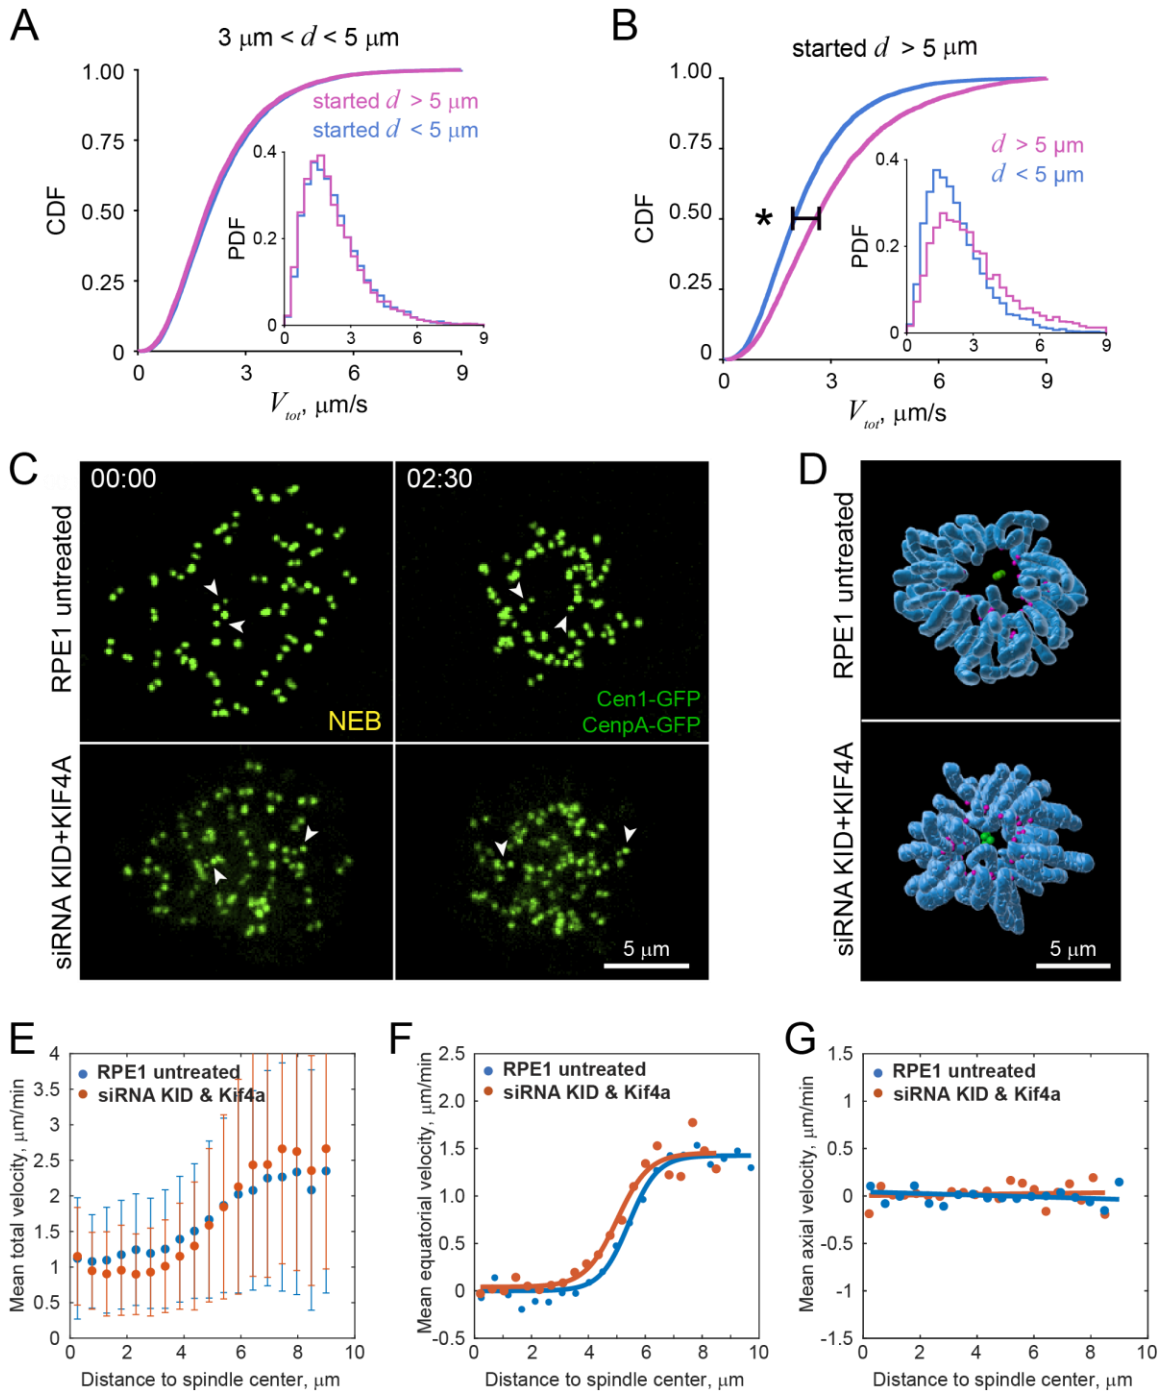 A
3 μm < d < 5 μm
CDF
1.00
0.75
0.50
0.25
0
started d > 5 μm
started d < 5 μm
PDF
0.4
0.2
0
0 3 6 9
0 3 6 9
V_tot, μm/s
B
started d > 5 μm
CDF
1.00
0.75
0.50
0.25
0
*
d > 5 μm
d < 5 μm
PDF
0.4
0.2
0
0 3 6 9
0 3 6 9
V_tot, μm/s
C
RPE1 untreated
00:00
NEB
02:30
Cen1-GFP
CenpA-GFP
siRNA KID+KIF4A
5 μm
D
RPE1 untreated
siRNA KID+KIF4A
5 μm
E
Mean total velocity, μm/min
4
3.5
3
2.5
2
1.5
1
0.5
0
RPE1 untreated
siRNA KID & Kif4a
0 2 4 6 8 10
Distance to spindle center, μm
F
Mean equatorial velocity, μm/min
2.5
2.0
1.5
1.0
0.5
0
-0.5
RPE1 untreated
siRNA KID & Kif4a
0 2 4 6 8 10
Distance to spindle center, μm
G
Mean axial velocity, μm/min
1.5
1
0.5
0
-0.5
-1
-1.5
RPE1 untreated
siRNA KID & Kif4a
0 2 4 6 8 10
Distance to spindle center, μm